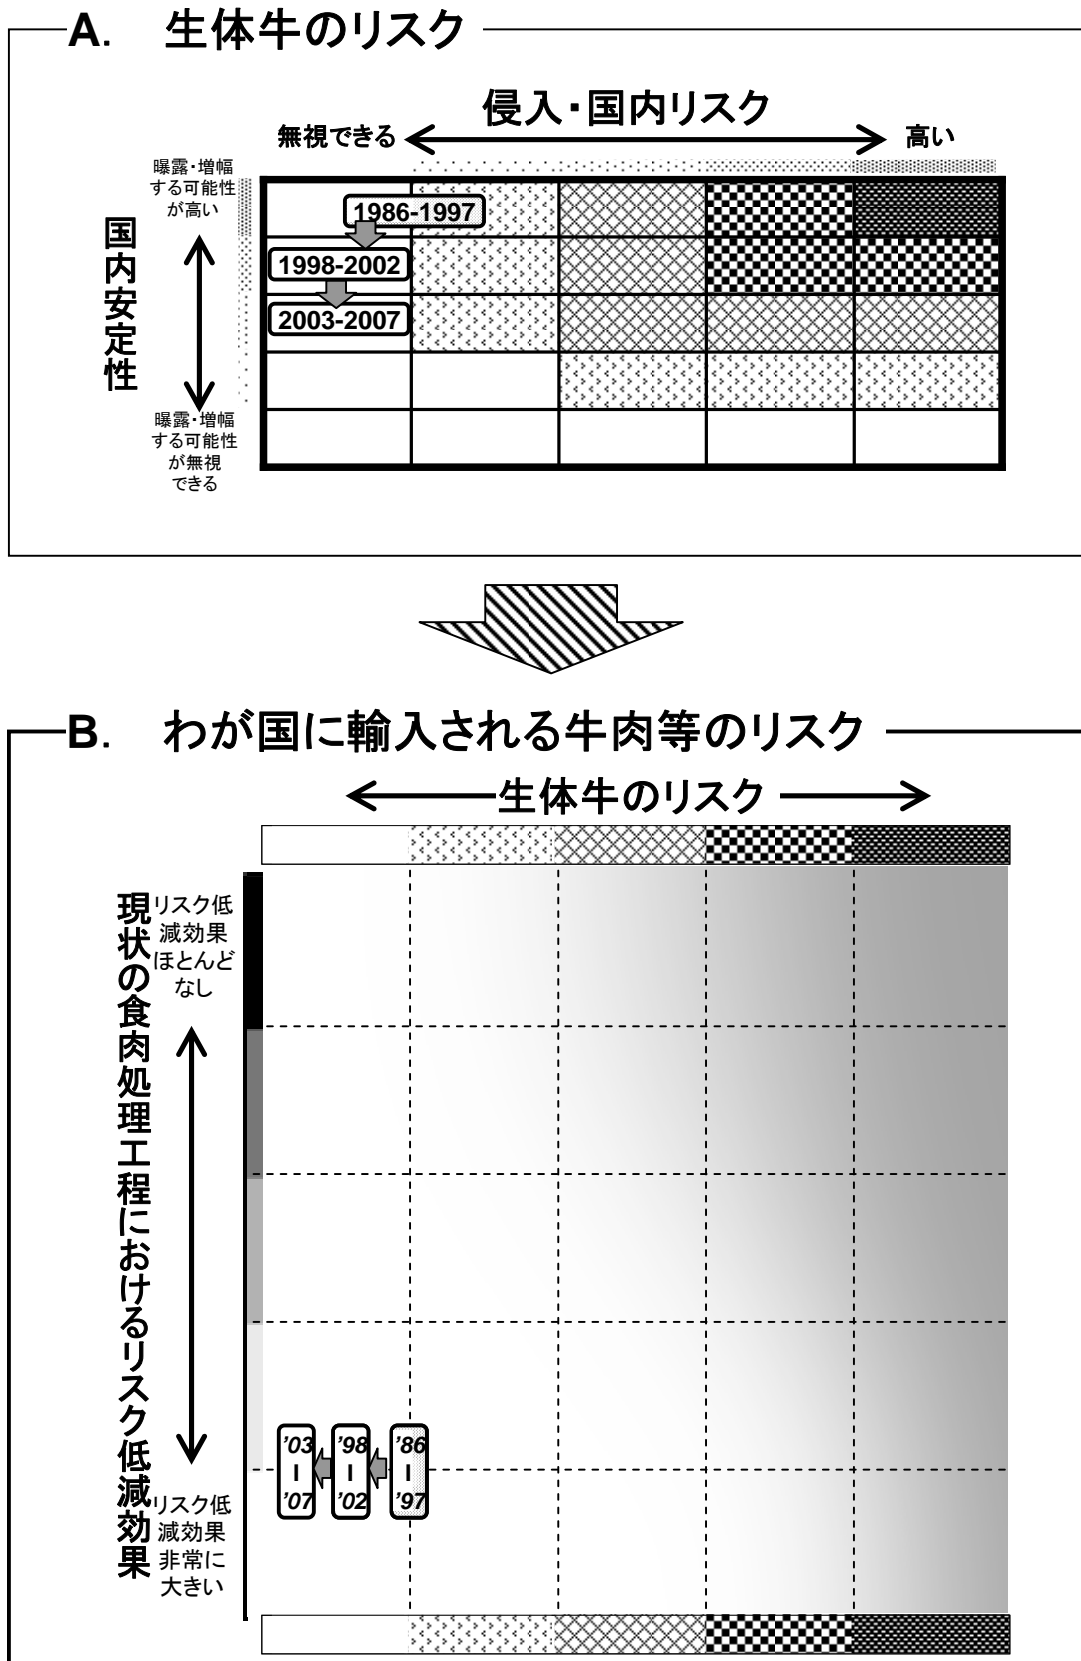 A. 生体牛のリスク
侵入・国内リスク
無視できる
高い
曝露・増幅
する可能性
が高い
国内安定性
曝露・増幅
する可能性
が無視
できる
1986-1997
1998-2002
2003-2007
B. わが国に輸入される牛肉等のリスク
生体牛のリスク
現状の食肉処理工程におけるリスク低減効果
リスク低
減効果
ほとんど
なし
リスク低
減効果
非常に
大きい
'03
-
'07
'98
-
'02
'86
-
'97